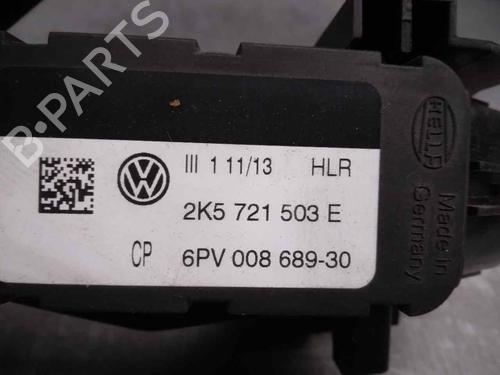 B-PARTS
III 1 11/13 HLR
2K5 721 503 E
CP 6PV 008 689-30
HELLA
Made in
Germany